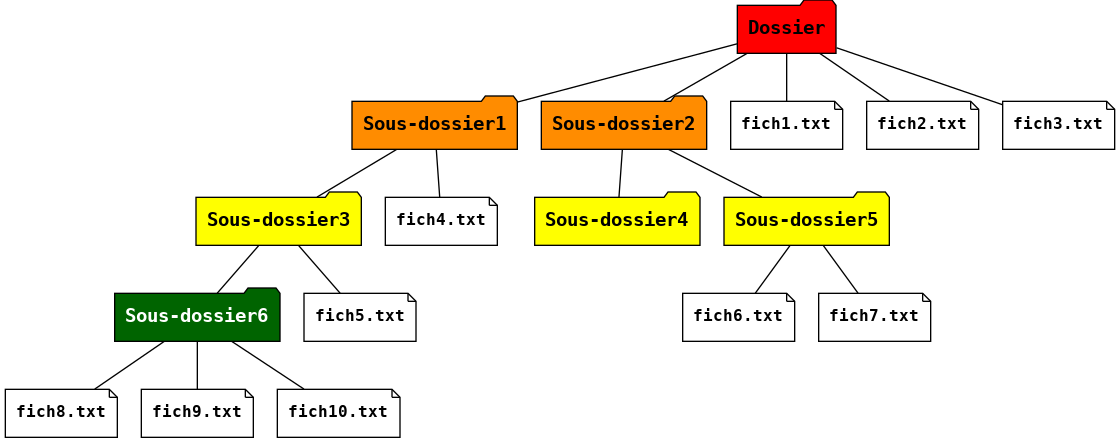 Dossier
Sous-dossier1
Sous-dossier2
fich1.txt
fich2.txt
fich3.txt
Sous-dossier3
fich4.txt
Sous-dossier4
Sous-dossier5
Sous-dossier6
fich5.txt
fich6.txt
fich7.txt
fich8.txt
fich9.txt
fich10.txt